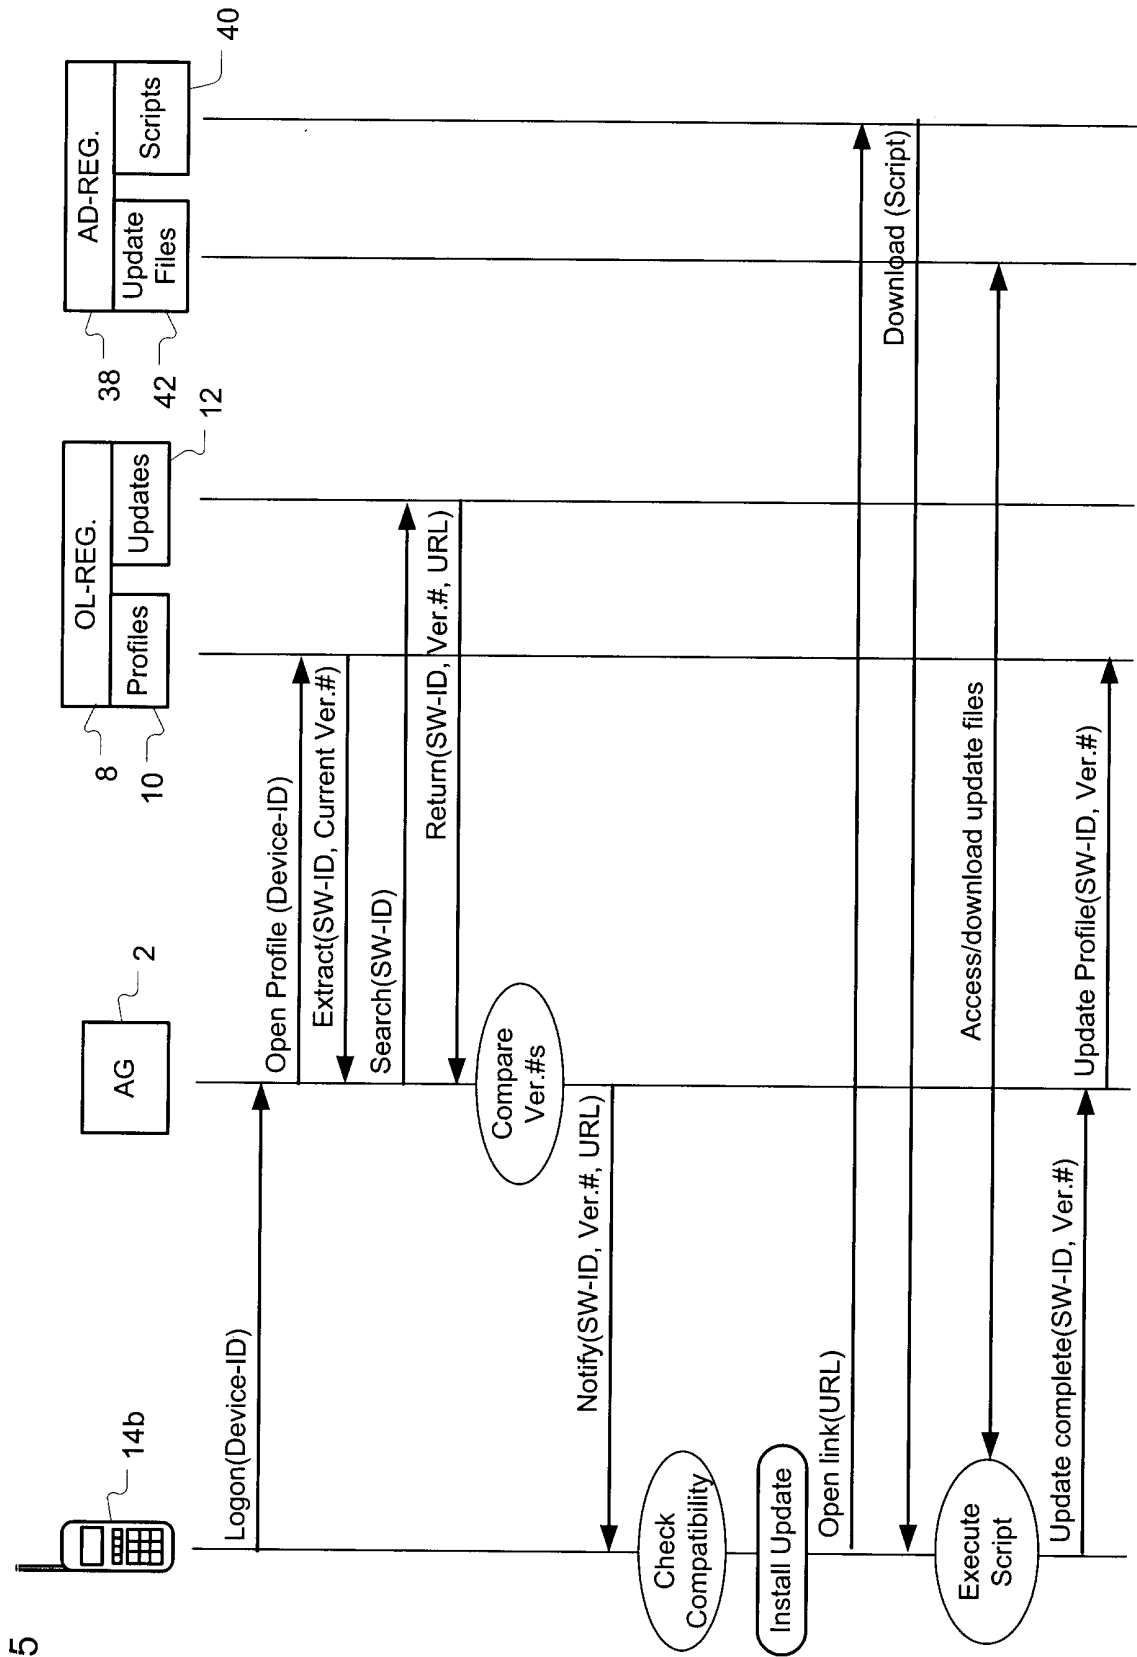 5
14b
AG
2
OL-REG.
Profiles
Updates
8
10
12
AD-REG.
Update
Files
Scripts
38
42
40
Logon(Device-ID)
Open Profile (Device-ID)
Extract(SW-ID, Current Ver.#)
Search(SW-ID)
Return(SW-ID, Ver.#, URL)
Compare
Ver.#s
Notify(SW-ID, Ver.#, URL)
Check
Compatibility
Install Update
Open link(URL)
Download (Script)
Execute
Script
Access/download update files
Update complete(SW-ID, Ver.#)
Update Profile(SW-ID, Ver.#)